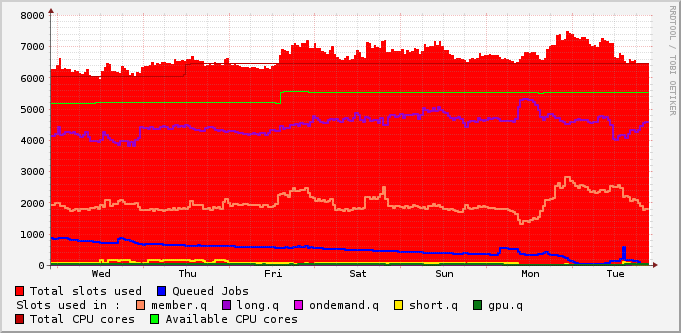 RRDTOOL / TOBI OETIKER
8000
7000
6000
5000
4000
3000
2000
1000
0
Wed Thu Fri Sat Sun Mon Tue
Total slots used Queued Jobs
Slots used in : member.q long.q ondemand.q short.q gpu.q
Total CPU cores Available CPU cores